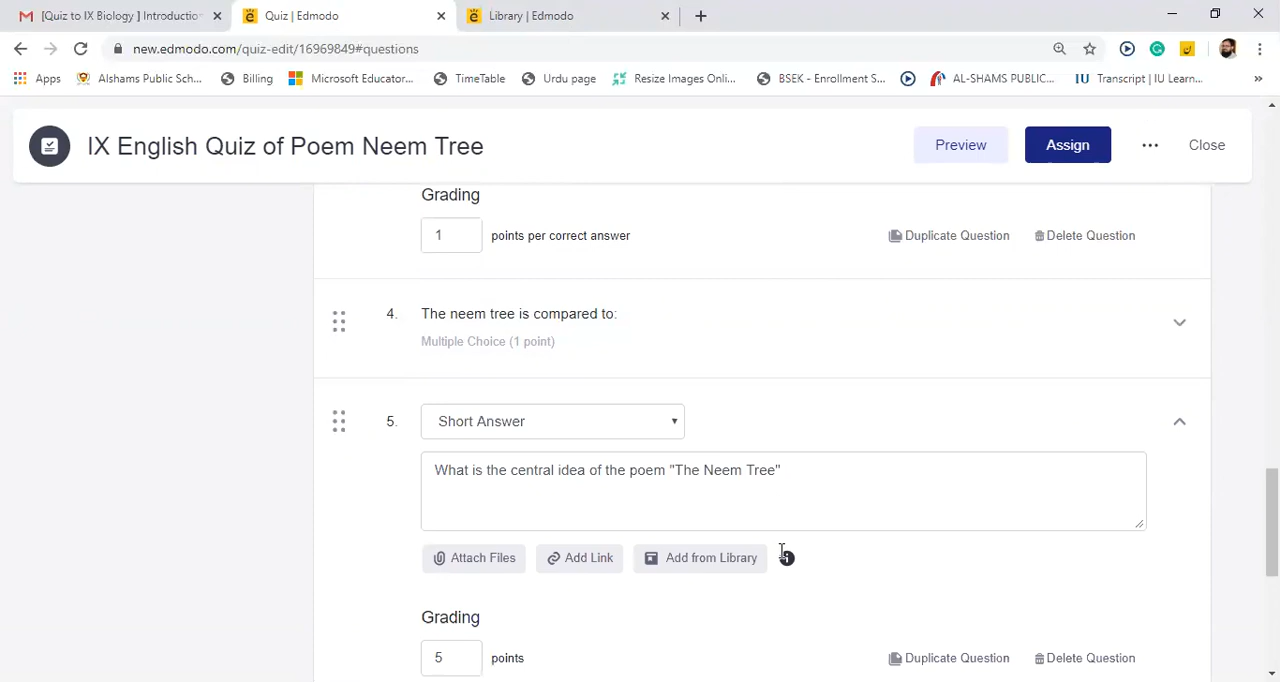 [Quiz to IX Biology ] Introductio
Quiz | Edmodo
Library | Edmodo
new.edmodo.com/quiz-edit/16969849#questions
Apps
Alshams Public Sch...
Billing
Microsoft Educator...
TimeTable
Urdu page
Resize Images Onli...
BSEK - Enrollment S...
AL-SHAMS PUBLIC...
IU Transcript | IU Learn...
»
IX English Quiz of Poem Neem Tree
Preview
Assign
Close
Grading
1 points per correct answer
Duplicate Question
Delete Question
4. The neem tree is compared to:
Multiple Choice (1 point)
5. Short Answer
What is the central idea of the poem "The Neem Tree"
Attach Files
Add Link
Add from Library
Grading
5 points
Duplicate Question
Delete Question